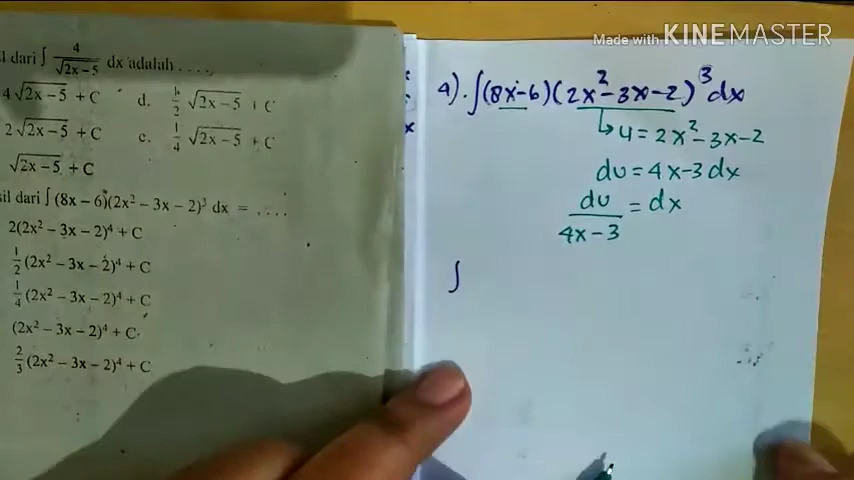 Made with KINEMASTER
il dari ∫ 4/√2x−5 dx adalah . . . .
4√2x−5 + C
d. 1/2 √2x−5 + C
2√2x−5 + C
e. 1/4 √2x−5 + C
√2x−5 + C
sil dari ∫ (8x − 6)(2x² − 3x − 2)³ dx = . . . .
2(2x² − 3x − 2)⁴ + C
1/2 (2x² − 3x − 2)⁴ + C
1/4 (2x² − 3x − 2)⁴ + C
(2x² − 3x − 2)⁴ + C
2/3 (2x² − 3x − 2)⁴ + C
4). ∫(8x−6)(2x²−3x−2)³ dx
↳ u = 2x²−3x−2
du = 4x−3 dx
du/4x−3 = dx
∫